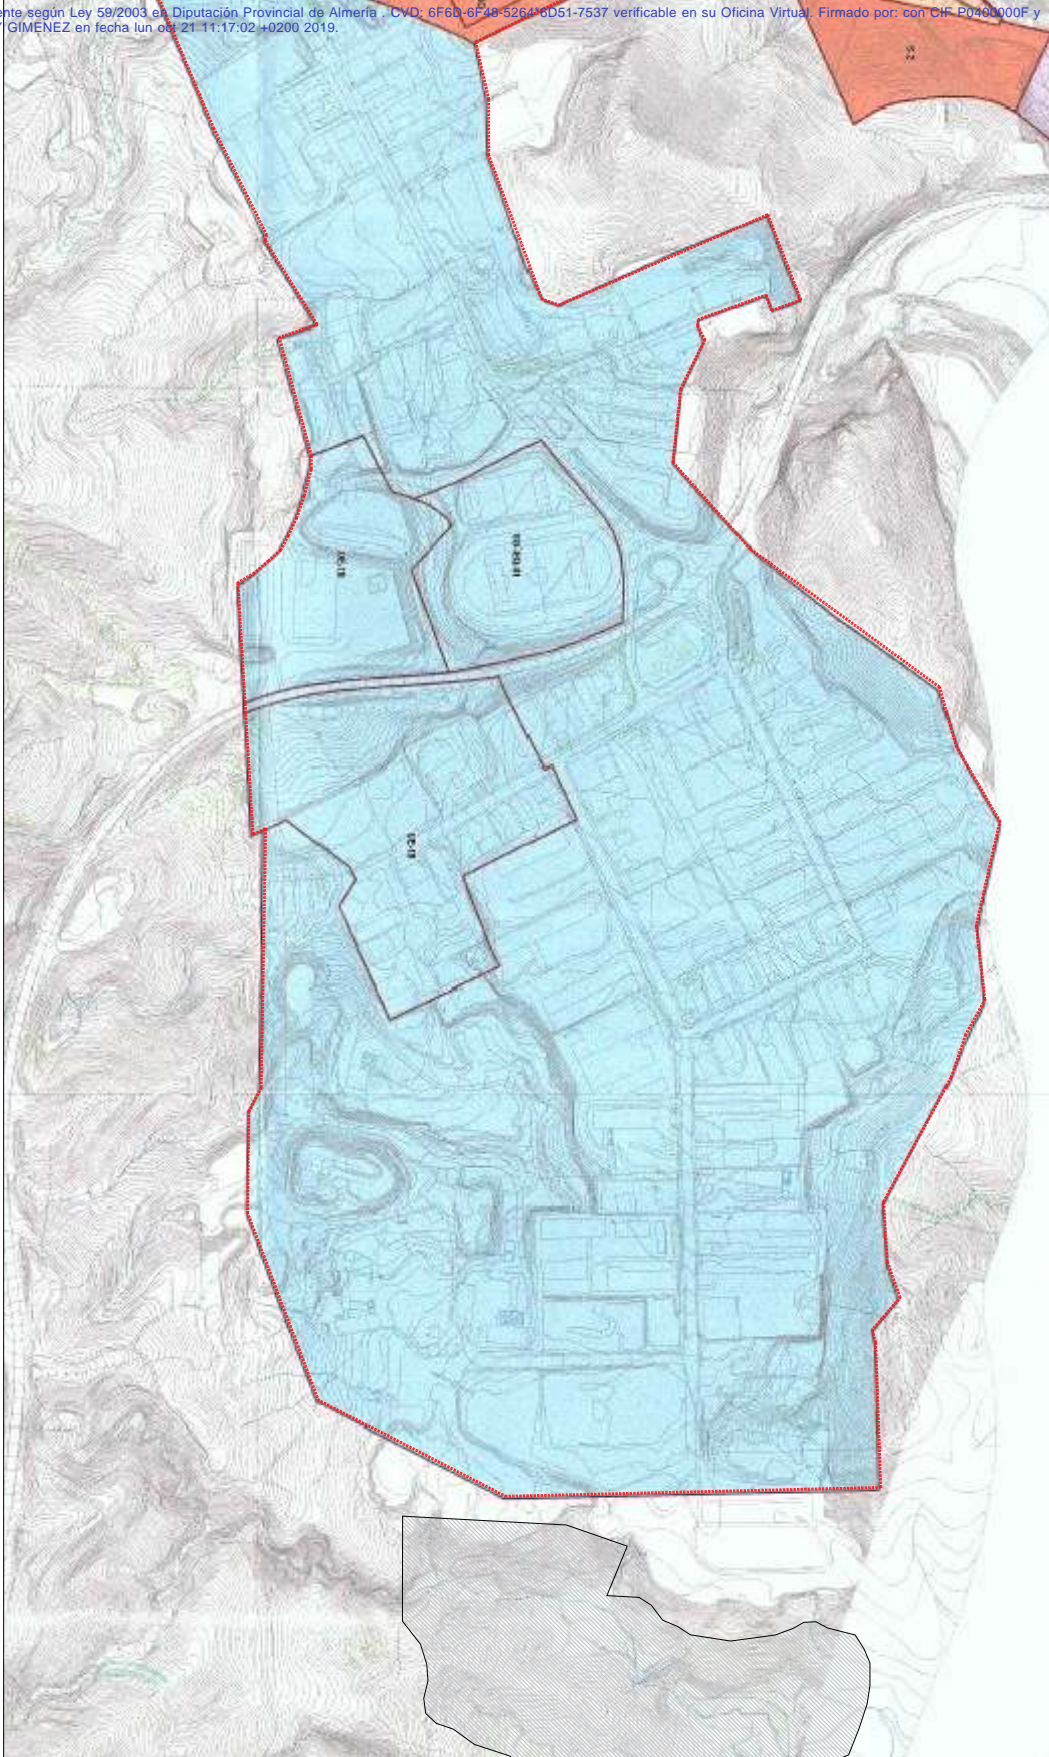 ente según Ley 59/2003 en Diputación Provincial de Almería . CVD: 6F6D-6F48-5264*6D51-7537 verificable en su Oficina Virtual. Firmado por: con CIF P0400000F y
GIMENEZ en fecha lun oct 21 11:17:02 +0200 2019.
S-2